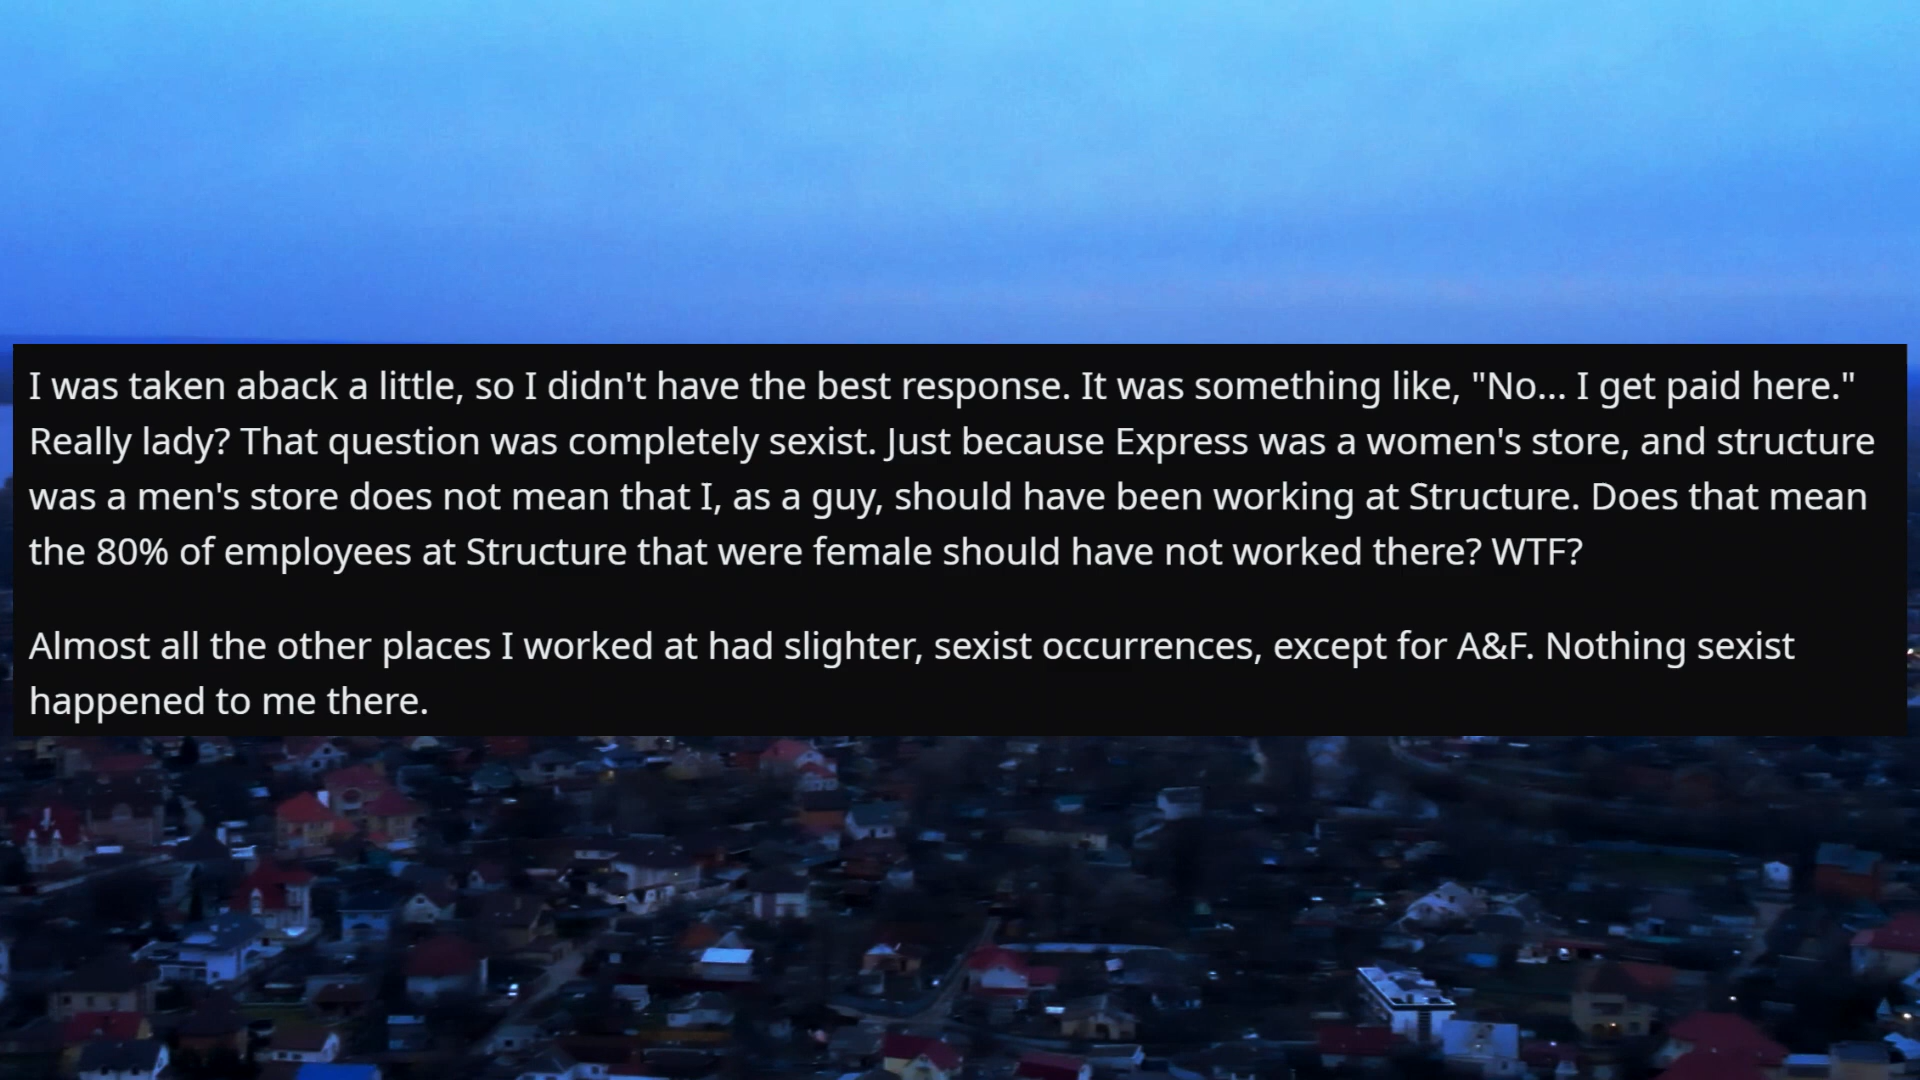 I was taken aback a little, so I didn't have the best response. It was something like, "No... I get paid here."
Really lady? That question was completely sexist. Just because Express was a women's store, and structure
was a men's store does not mean that I, as a guy, should have been working at Structure. Does that mean
the 80% of employees at Structure that were female should have not worked there? WTF?
Almost all the other places I worked at had slighter, sexist occurrences, except for A&F. Nothing sexist
happened to me there.